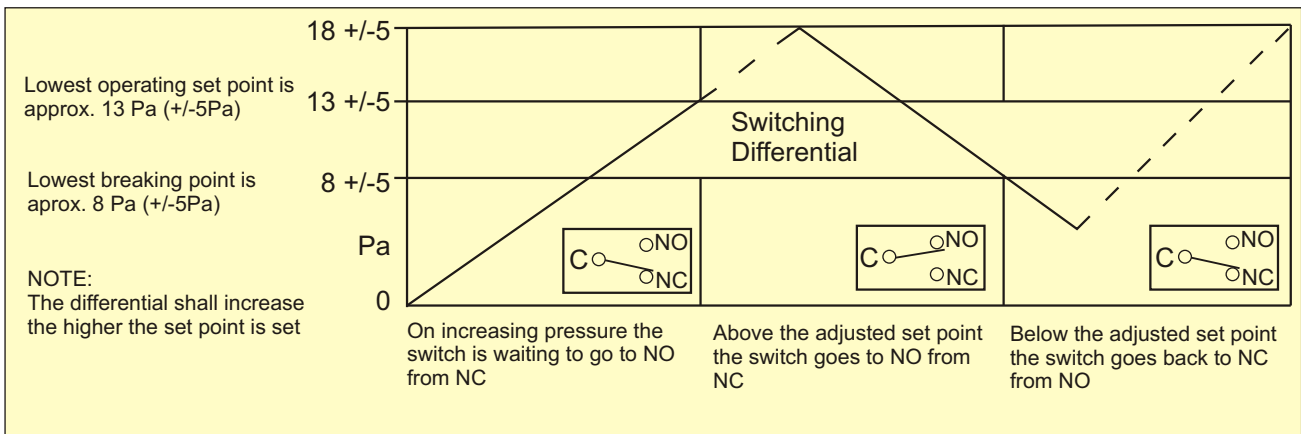 18 +/-5
Lowest operating set point is
approx. 13 Pa (+/-5Pa)
13 +/-5
Switching
Differential
Lowest breaking point is
aprox. 8 Pa (+/-5Pa)
8 +/-5
Pa
NOTE:
The differential shall increase
the higher the set point is set
0
C NO
NC
C NO
NC
C NO
NC
On increasing pressure the
switch is waiting to go to NO
from NC
Above the adjusted set point
the switch goes to NO from
NC
Below the adjusted set point
the switch goes back to NC
from NO